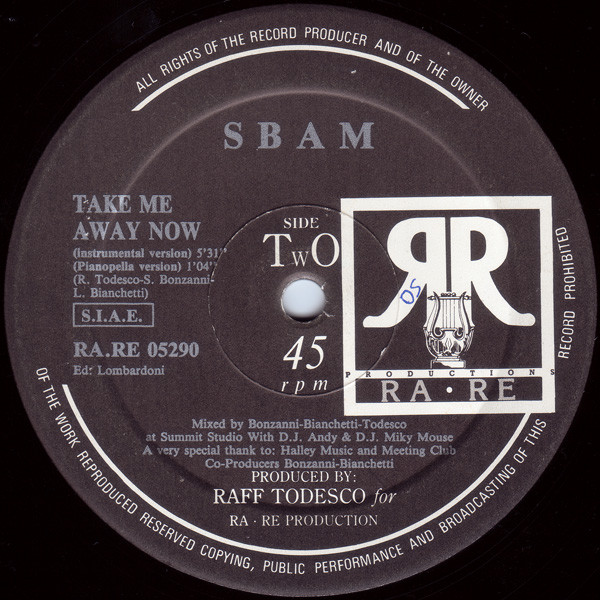 ALL RIGHTS OF THE RECORD PRODUCER AND OF THE OWNER
SBAM
TAKE ME
AWAY NOW
(instrumental version) 5'31"
(Pianopella version) 1'04"
(R. Todesco-S. Bonzanni-
L. Bianchetti)
S.I.A.E.
RA.RE 05290
Ed: Lombardoni
SIDE
TwO
45
rpm
RR
05
PRODUCTIONS
RA·RE
Mixed by Bonzanni-Bianchetti-Todesco
at Summit Studio With D.J. Andy & D.J. Miky Mouse
A very special thank to: Halley Music and Meeting Club
Co-Producers Bonzanni-Bianchetti
PRODUCED BY:
RAFF TODESCO for
RA·RE PRODUCTION
OF THE WORK REPRODUCED RESERVED COPYING, PUBLIC PERFORMANCE AND BROADCASTING OF THIS
RECORD PROHIBITED